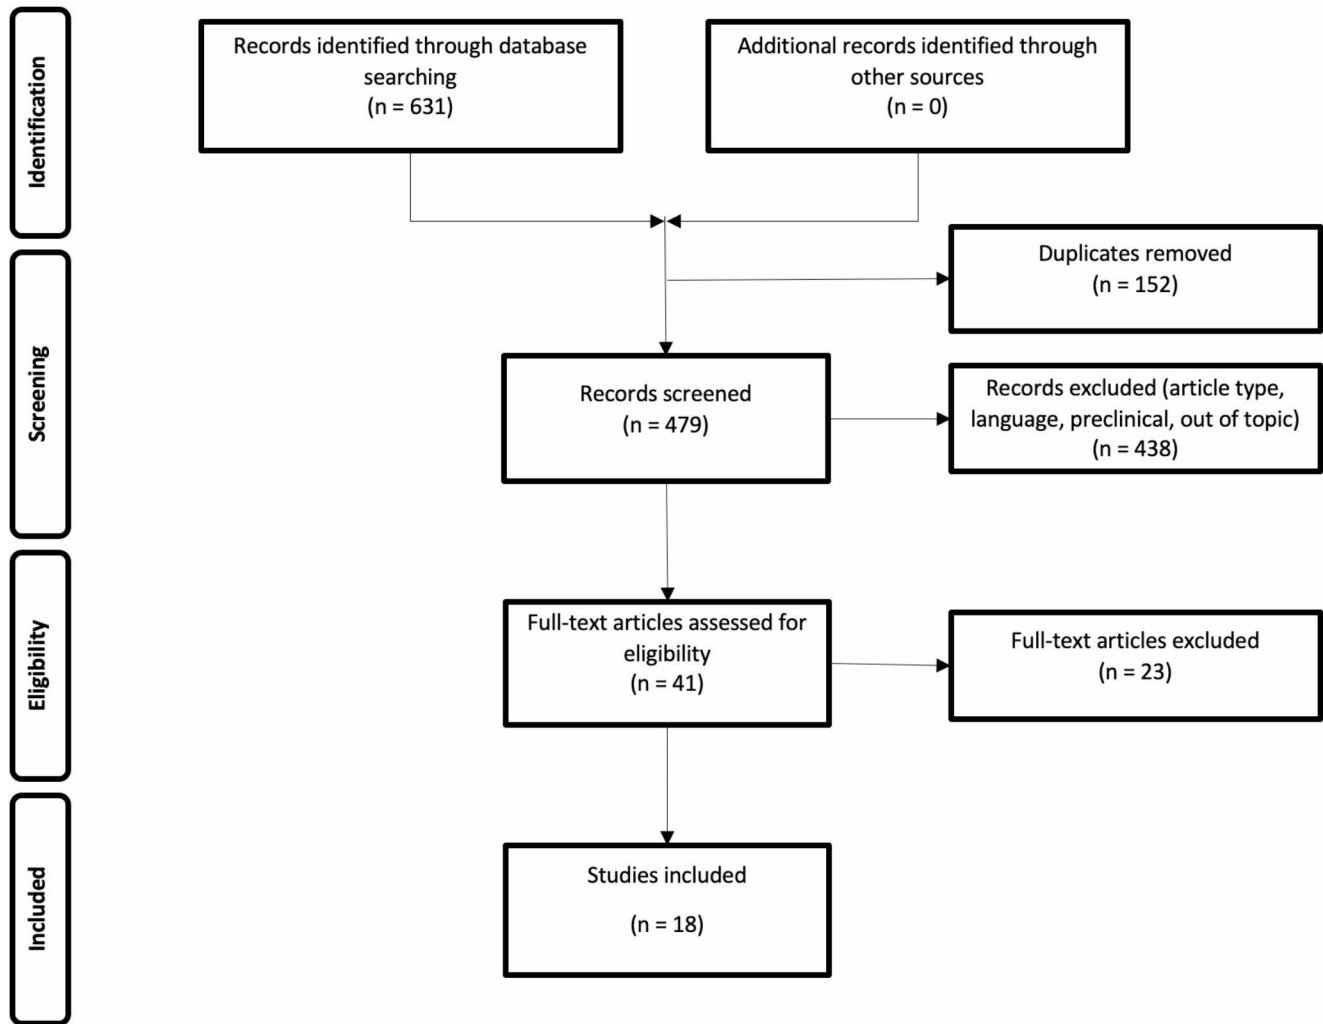 Identification
Records identified through database
searching
(n = 631)
Additional records identified through
other sources
(n = 0)
Duplicates removed
(n = 152)
Screening
Records screened
(n = 479)
Records excluded (article type,
language, preclinical, out of topic)
(n = 438)
Eligibility
Full-text articles assessed for
eligibility
(n = 41)
Full-text articles excluded
(n = 23)
Included
Studies included
(n = 18)